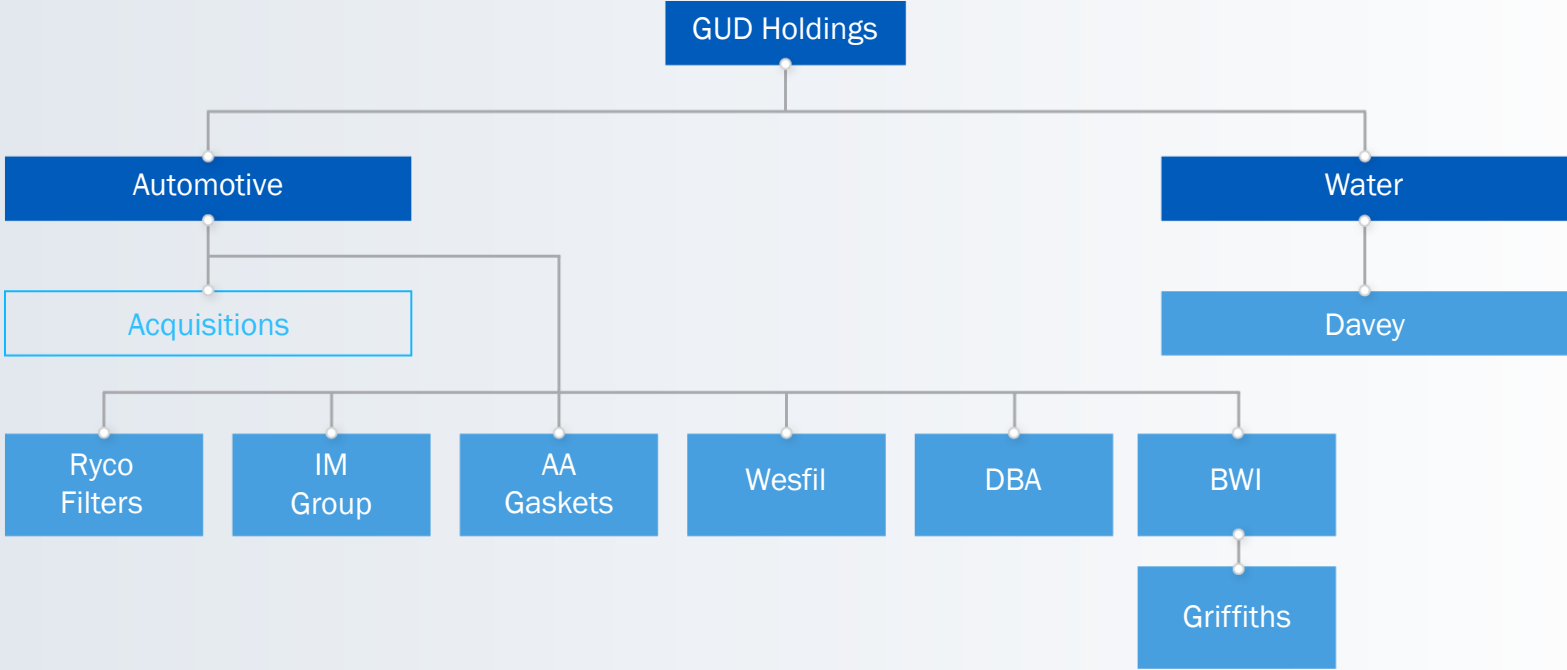 GUD Holdings
Automotive
Water
Acquisitions
Davey
Ryco
Filters
IM
Group
AA
Gaskets
Wesfil
DBA
BWI
Griffiths